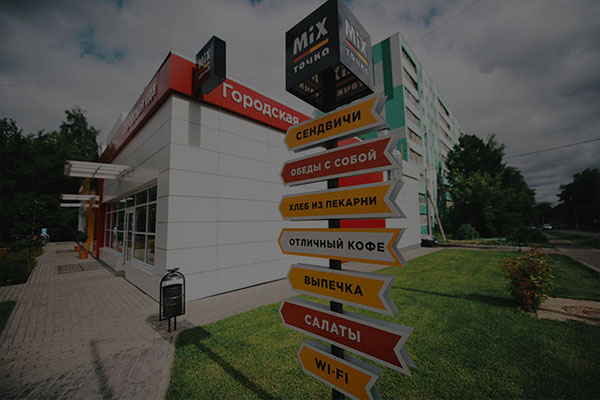 MiX
точка
Городская
СЕНДВИЧИ
ОБЕДЫ С СОБОЙ
ХЛЕБ ИЗ ПЕКАРНИ
ОТЛИЧНЫЙ КОФЕ
ВЫПЕЧКА
САЛАТЫ
WI-FI